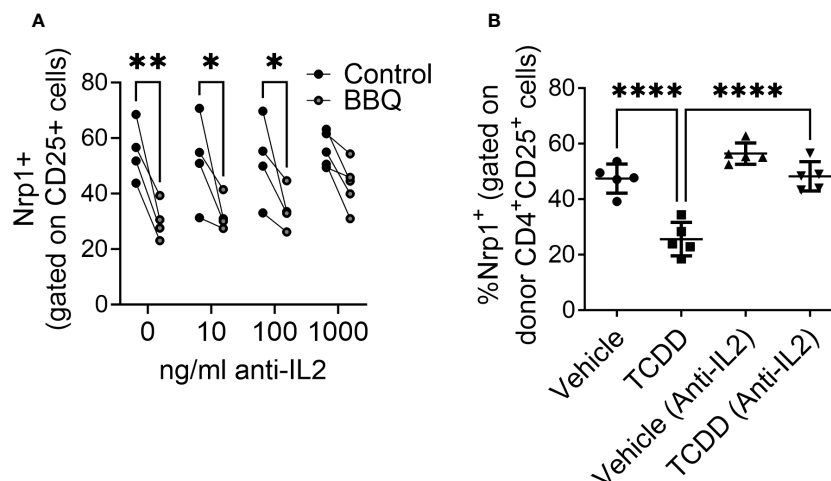 A
Nrp1+
(gated on CD25+ cells)
80
60
40
20
0
** * *
Control
BBQ
0 10 100 1000
ng/ml anti-IL2
B
%Nrp1⁺ (gated on
donor CD4⁺CD25⁺ cells)
80
60
40
20
0
**** ****
Vehicle
TCDD
Vehicle (Anti-IL2)
TCDD (Anti-IL2)